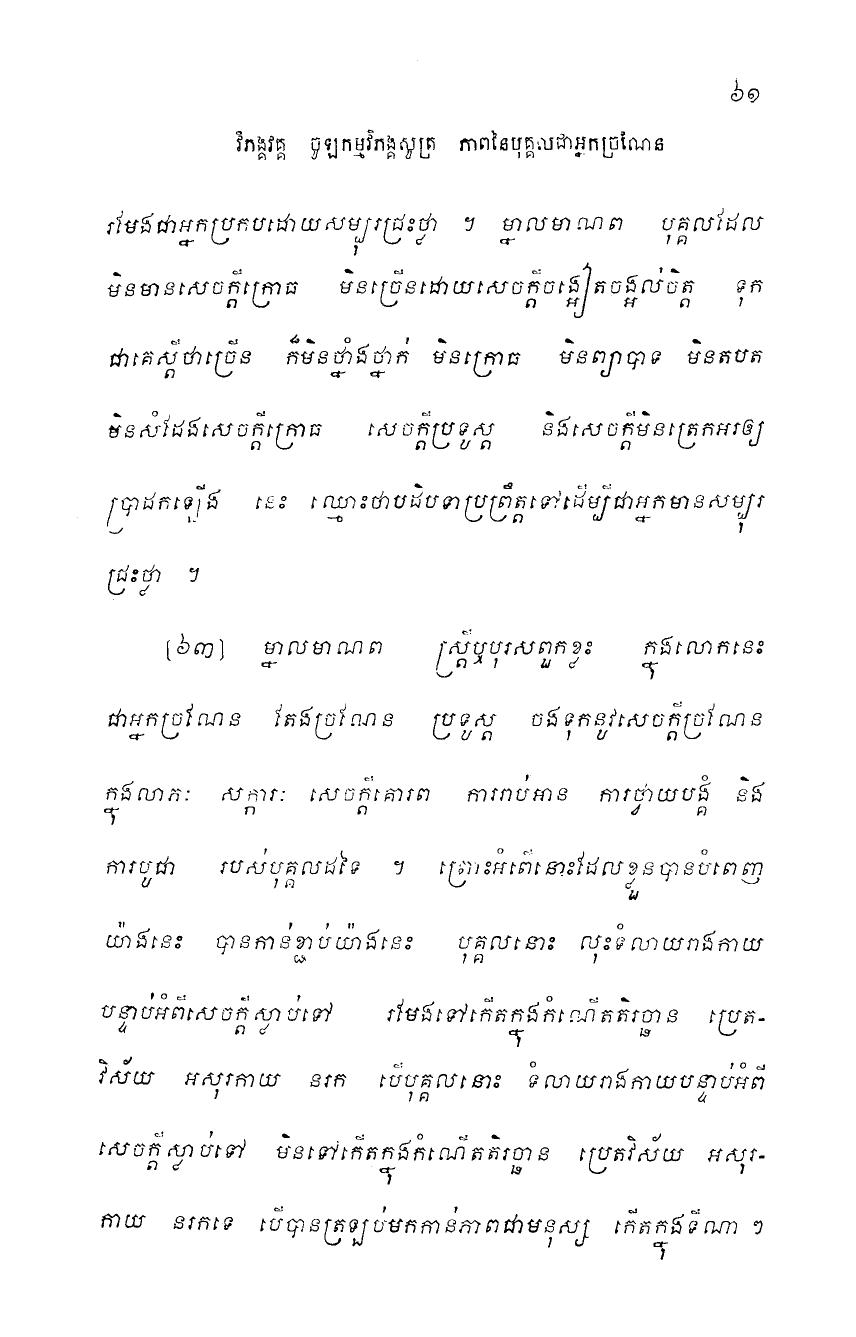 ៦១
វិភង្គវគ្គ ចូឡកម្មវិភង្គសូត្រ ភាពនៃបុគ្គលជាអ្នកច្រណែន
រមែងជាអ្នកប្រកបដោយសម្បុរជ្រះថ្លា ។ ម្នាលមាណព បុគ្គលដែល
មិនមានសេចក្តីក្រោធ មិនច្រើនដោយសេចក្តីចង្អៀតចង្អល់ចិត្ត ទុក
ជាគេស្តីថាច្រើន ក៏មិនថ្នាំងថ្នាក់ មិនក្រោធ មិនព្យាបាទ មិនតបត
មិនសំដែងសេចក្តីក្រោធ សេចក្តីប្រទូស្ត និងសេចក្តីមិនត្រេកអរឲ្យ
ប្រាដកឡើង នេះ ឈ្មោះថាបដិបទាប្រព្រឹត្តទៅដើម្បីជាអ្នកមានសម្បុរ
ជ្រះថ្លា ។
[៦៣] ម្នាលមាណព ស្ត្រីឬបុរសពួកខ្លះ ក្នុងលោកនេះ
ជាអ្នកច្រណែន តែងច្រណែន ប្រទូស្ត ចងទុកនូវសេចក្តីច្រណែន
ក្នុងលាភៈ សក្ការៈ សេចក្តីគោរព ការរាប់អាន ការថ្វាយបង្គំ និង
ការបូជា របស់បុគ្គលដទៃ ។ ព្រោះអំពើនោះដែលខ្លួនបានបំពេញ
យ៉ាងនេះ បានកាន់ខ្ជាប់យ៉ាងនេះ បុគ្គលនោះ លុះទំលាយរាងកាយ
បន្ទាប់អំពីសេចក្តីស្លាប់ទៅ រមែងទៅកើតក្នុងកំណើតតិរច្ឆាន ប្រេត-
វិស័យ អសុរកាយ នរក បើបុគ្គលនោះ ទំលាយរាងកាយបន្ទាប់អំពី
សេចក្តីស្លាប់ទៅ មិនទៅកើតក្នុងកំណើតតិរច្ឆាន ប្រេតវិស័យ អសុរ-
កាយ នរកទេ បើបានត្រឡប់មកកាន់ភាពជាមនុស្ស កើតក្នុងទីណា ៗ